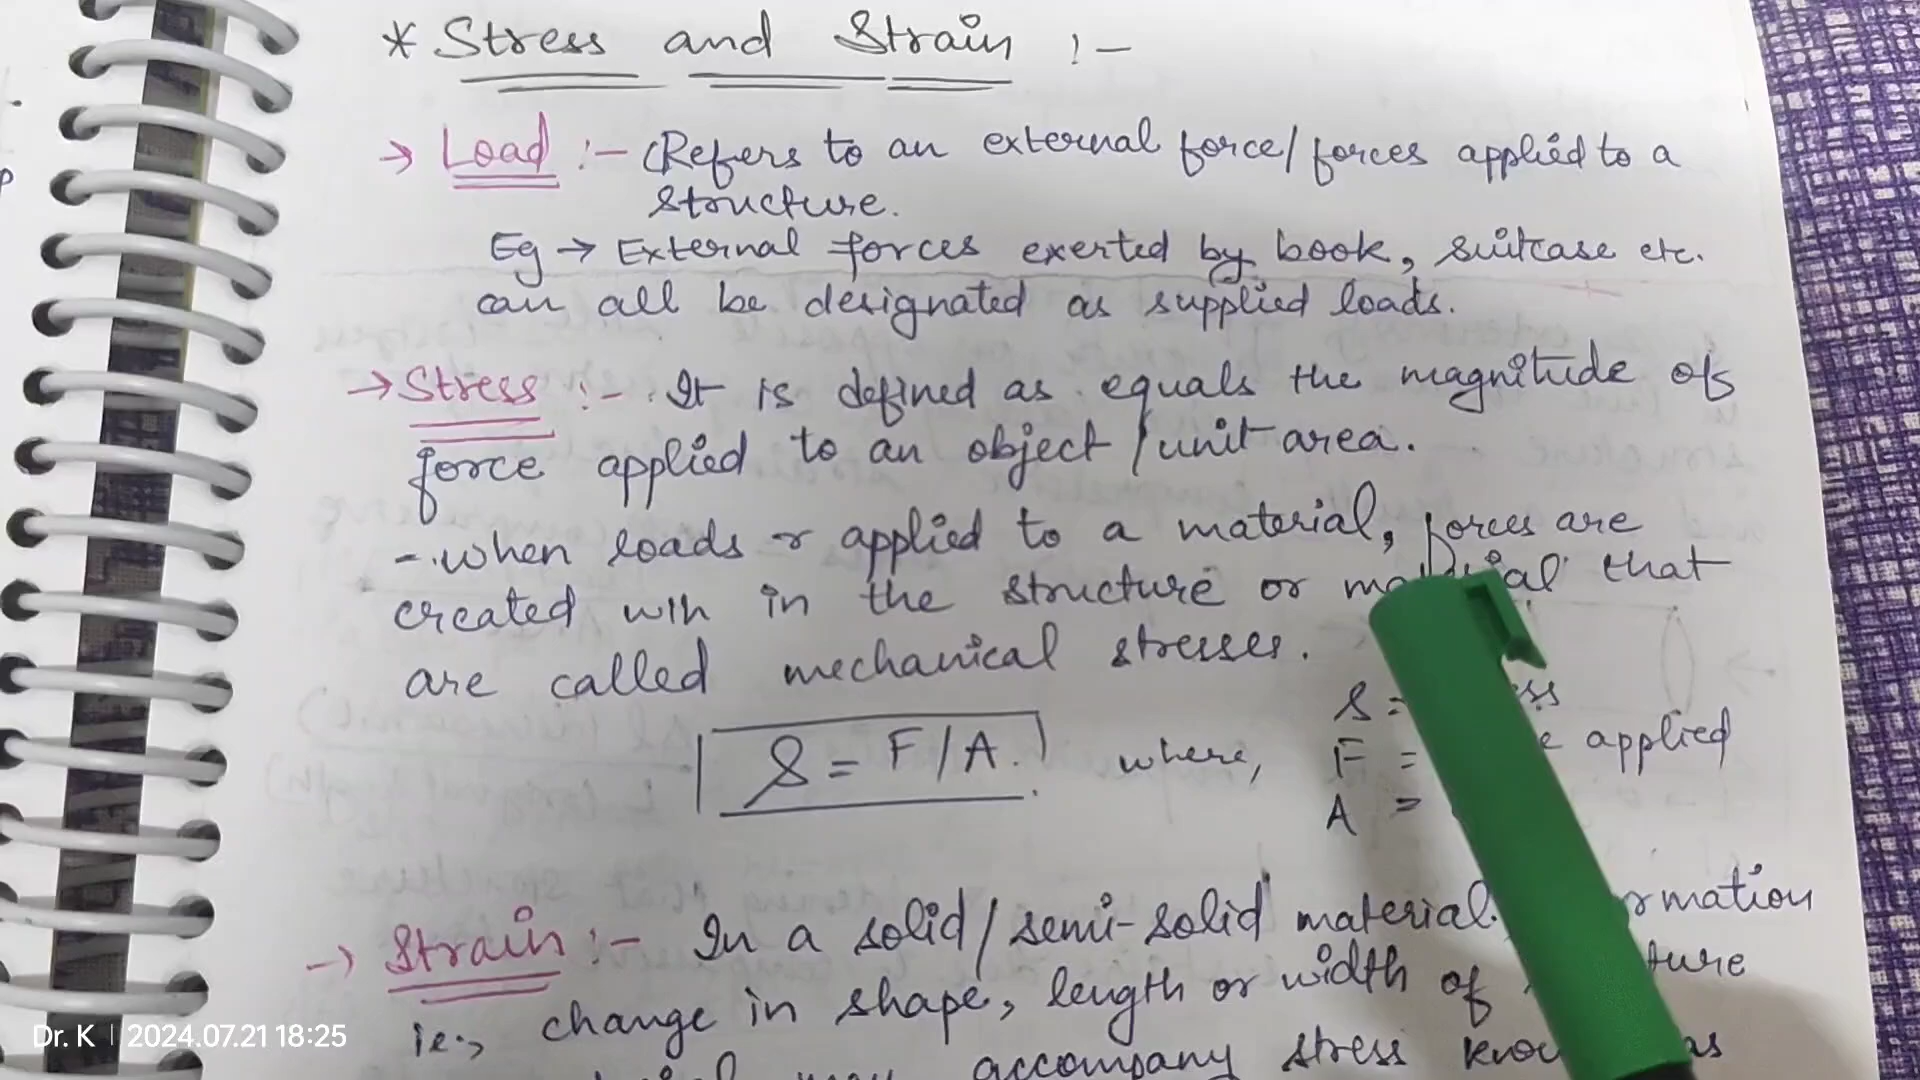 * Stress and Strain :-
→ Load :- Refers to an external force/forces applied to a
structure.
Eg → External forces exerted by book, suitcase etc.
can all be designated as supplied loads.
→ Stress :- It is defined as equals the magnitude of
force applied to an object/unit area.
- when loads r applied to a material, forces are
created w/n in the structure or material that
are called mechanical stresses.
S = F/A. where,
S =
F = applied
A =
→ Strain :- In a solid/semi-solid material
ie., change in shape, length or width of
accompany stress as
Dr. K | 2024.07.21 18:25